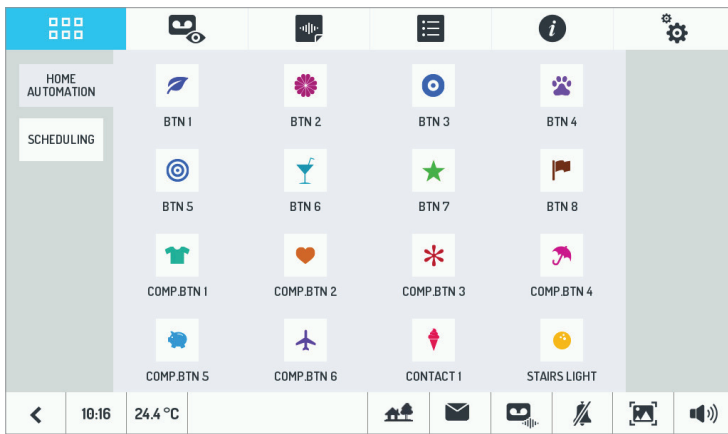 HOME
AUTOMATION
SCHEDULING
BTN 1
BTN 2
BTN 3
BTN 4
BTN 5
BTN 6
BTN 7
BTN 8
COMP.BTN 1
COMP.BTN 2
COMP.BTN 3
COMP.BTN 4
COMP.BTN 5
COMP.BTN 6
CONTACT 1
STAIRS LIGHT
10:16
24.4 °C